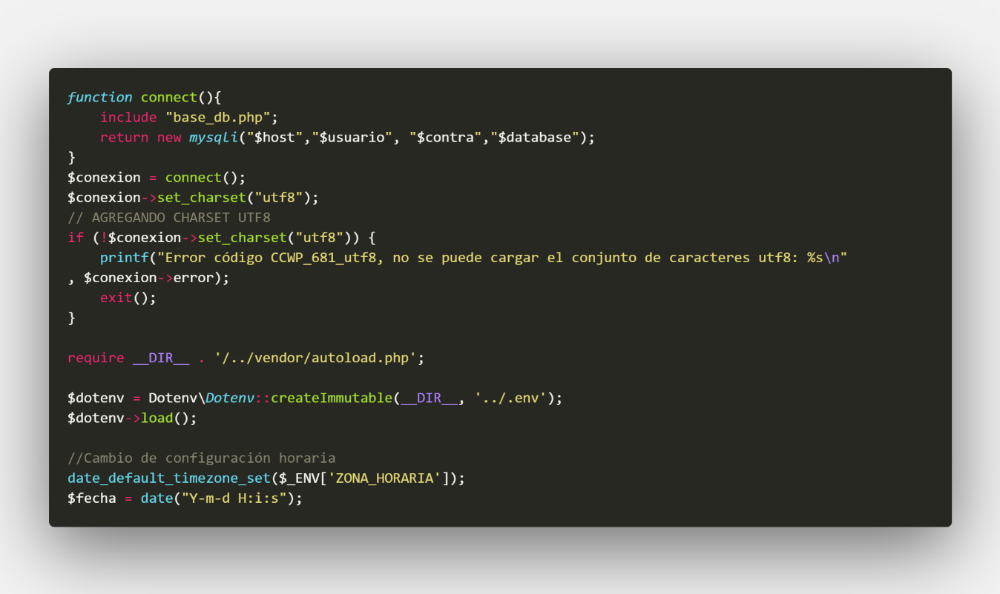 function connect(){
    include "base_db.php";
    return new mysqli("$host","$usuario", "$contra","$database");
}
$conexion = connect();
$conexion->set_charset("utf8");
// AGREGANDO CHARSET UTF8
if (!$conexion->set_charset("utf8")) {
    printf("Error código CCWP_681_utf8, no se puede cargar el conjunto de caracteres utf8: %s\n"
, $conexion->error);
    exit();
}

require __DIR__ . '/../vendor/autoload.php';

$dotenv = Dotenv\Dotenv::createImmutable(__DIR__, '../.env');
$dotenv->load();

//Cambio de configuración horaria
date_default_timezone_set($_ENV['ZONA_HORARIA']);
$fecha = date("Y-m-d H:i:s");